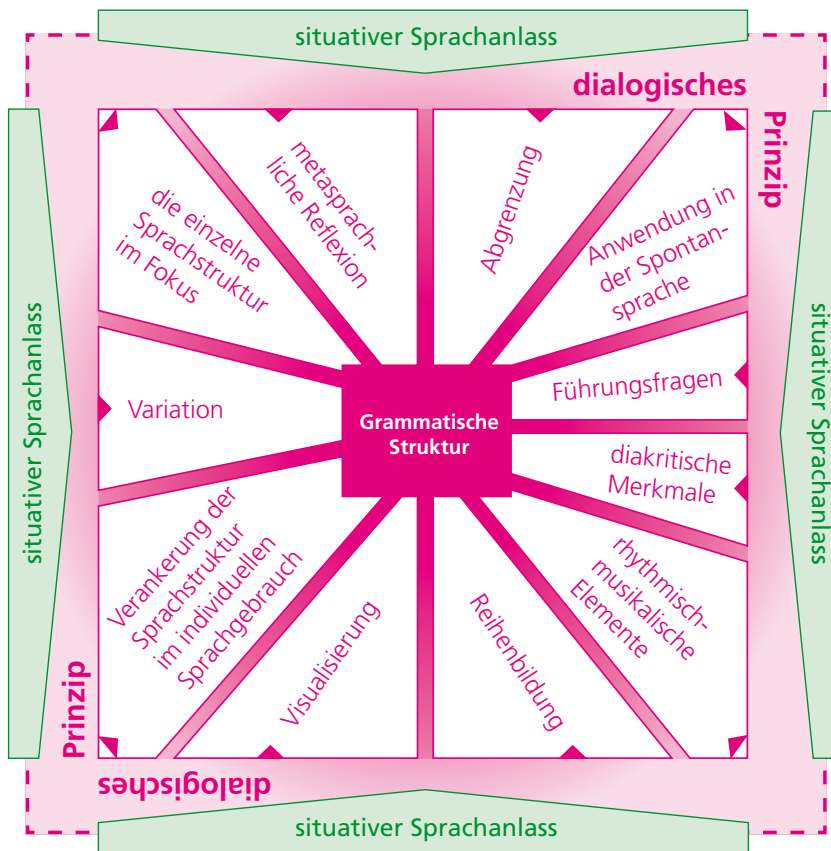 situativer Sprachanlass
dialogisches
Prinzip
situativer Sprachanlass
die einzelne
Sprachstruktur
im Fokus
metasprach-
liche Reflexion
Abgrenzung
Anwendung in
der Spontan-
sprache
Führungsfragen
diakritische
Merkmale
rhythmisch-
musikalische
Elemente
Reihenbildung
Visualisierung
Verankerung der
Sprachstruktur
im individuellen
Sprachgebrauch
Variation
Grammatische
Struktur
situativer Sprachanlass
Prinzip
dialogisches
situativer Sprachanlass